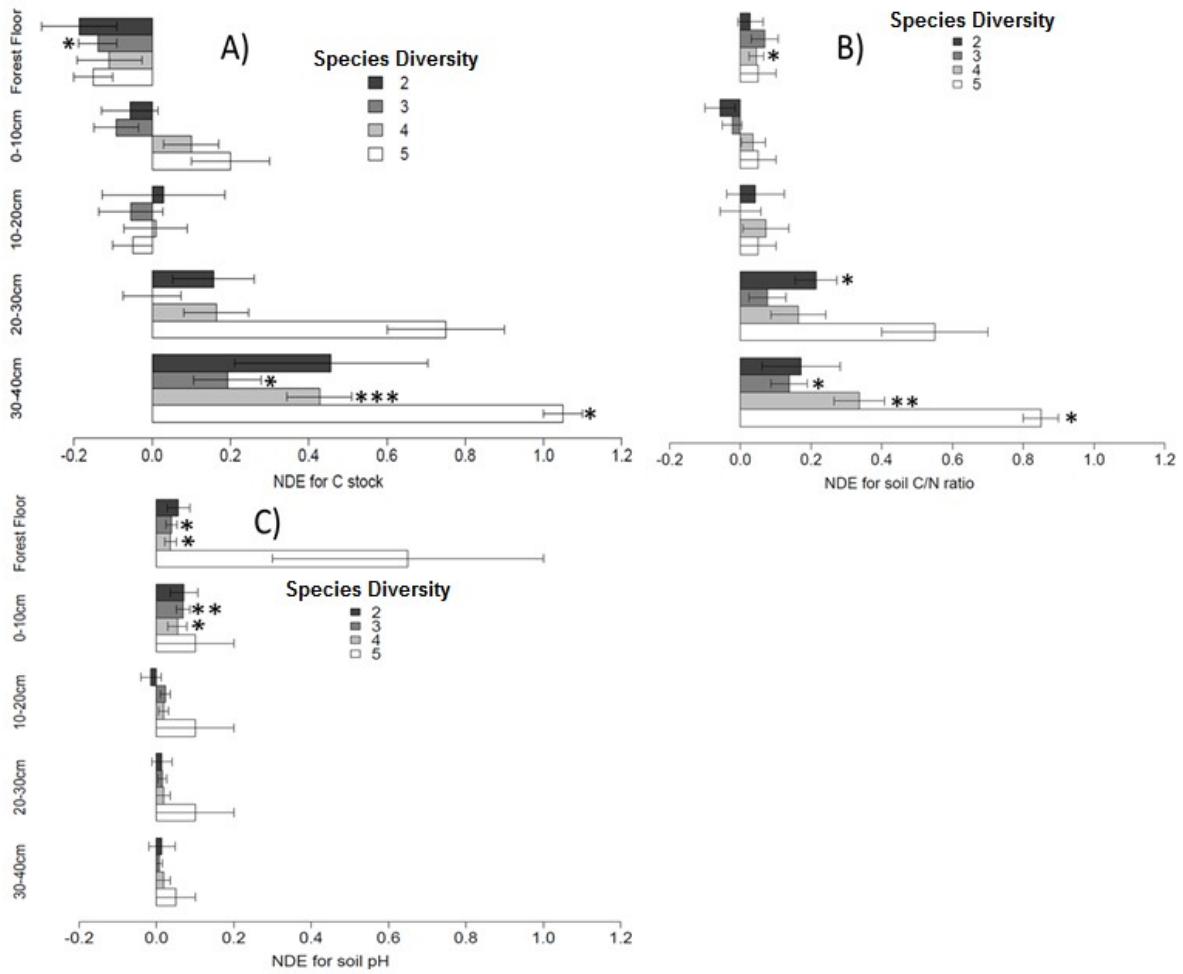 A)
Species Diversity
2
3
4
5
Forest Floor
*
0-10cm
10-20cm
20-30cm
30-40cm
*
***
*
-0.2 0.0 0.2 0.4 0.6 0.8 1.0 1.2
NDE for C stock
B)
Species Diversity
2
3
4
5
*
*
*
**
*
-0.2 0.0 0.2 0.4 0.6 0.8 1.0 1.2
NDE for soil C/N ratio
C)
Species Diversity
2
3
4
5
Forest Floor
*
*
0-10cm
**
*
10-20cm
20-30cm
30-40cm
-0.2 0.0 0.2 0.4 0.6 0.8 1.0 1.2
NDE for soil pH